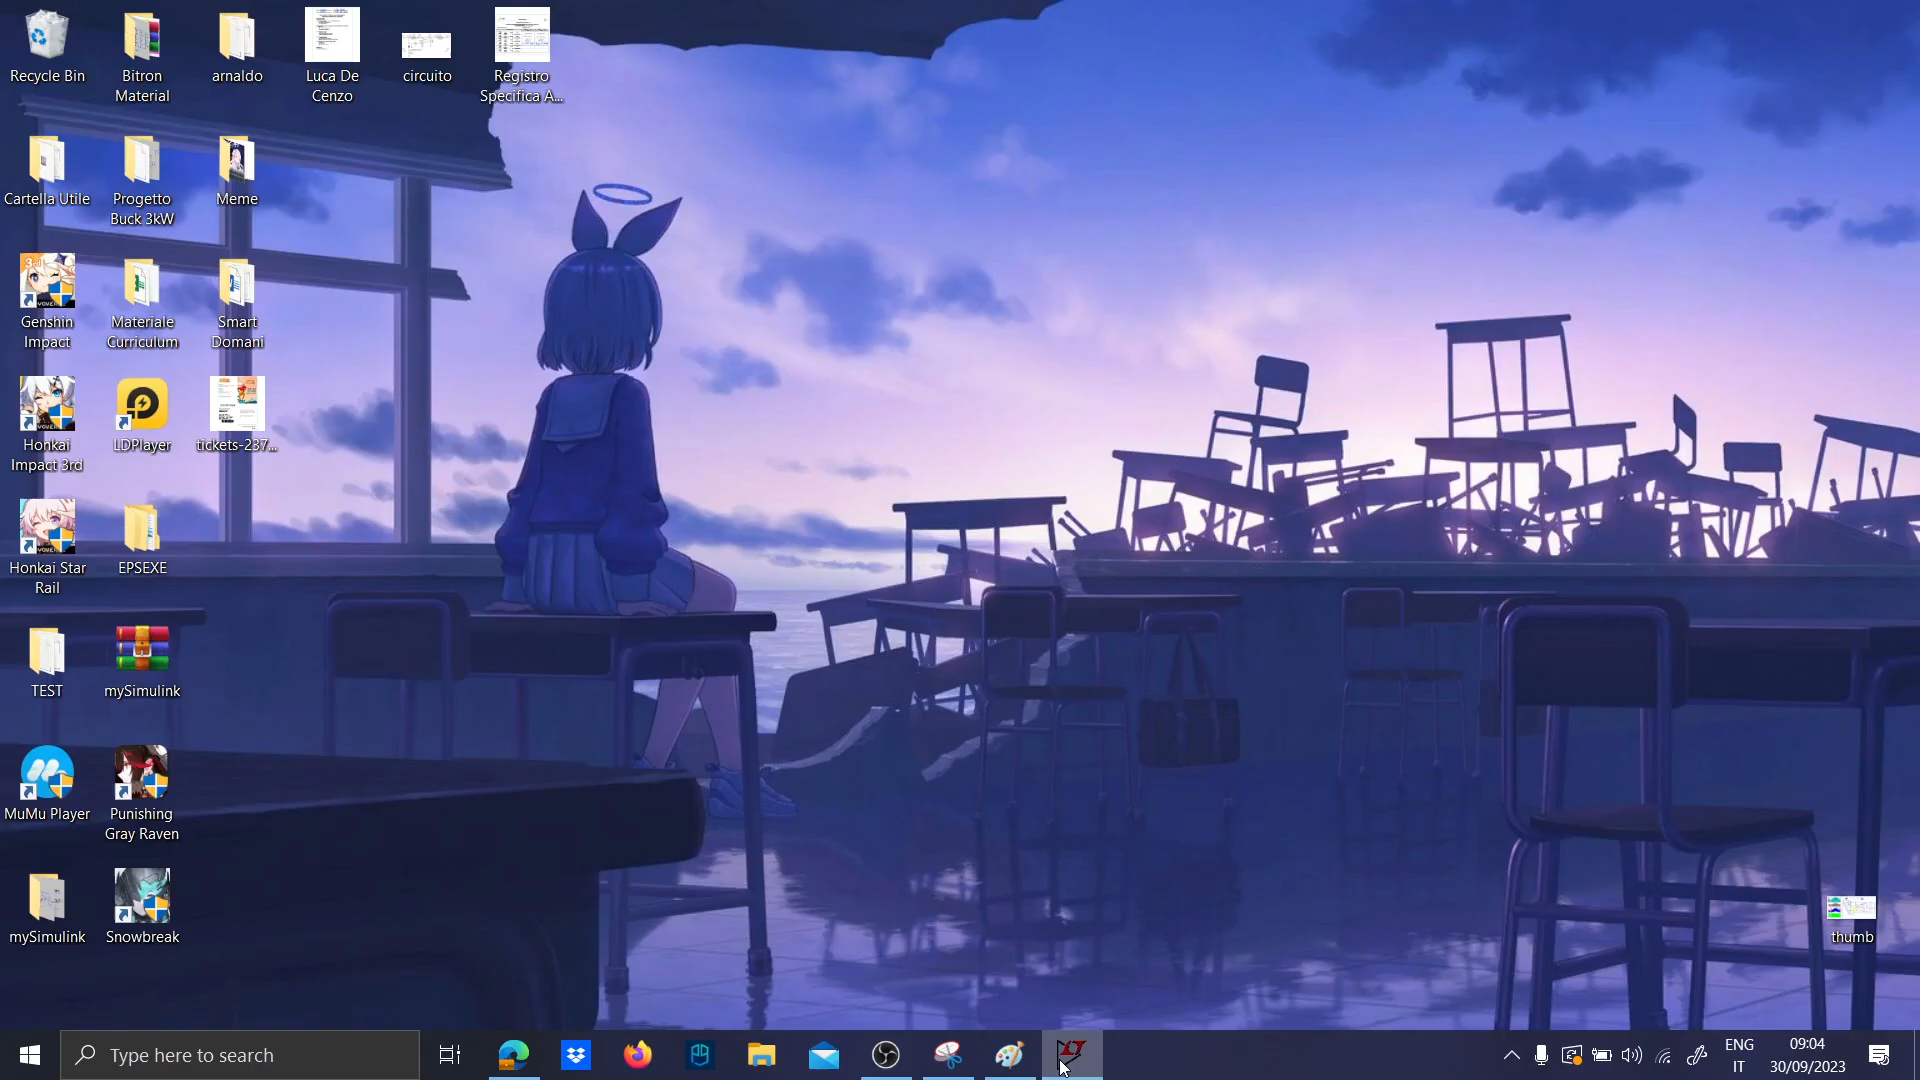 Recycle Bin
Bitron
Material
arnaldo
Luca De
Cenzo
circuito
Registro
Specifica A...
Cartella Utile
Progetto
Buck 3kW
Meme
Genshin
Impact
Materiale
Curriculum
Smart
Domani
Honkai
Impact 3rd
LDPlayer
tickets-237...
Honkai Star
Rail
EPSEXE
TEST
mySimulink
MuMu Player
Punishing
Gray Raven
mySimulink
Snowbreak
thumb
Type here to search
ENG
IT
09:04
30/09/2023